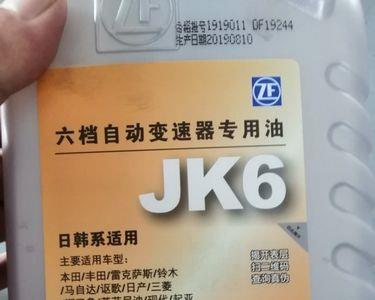 ZF
合格批号1919011 DF19244
生产日期20190810
ZF
六档自动变速器专用油
JK6
日韩系适用
主要适用车型:
本田/丰田/雷克萨斯/铃木
/马自达/讴歌/日产/三菱
揭开表层
扫二维码
查询真伪